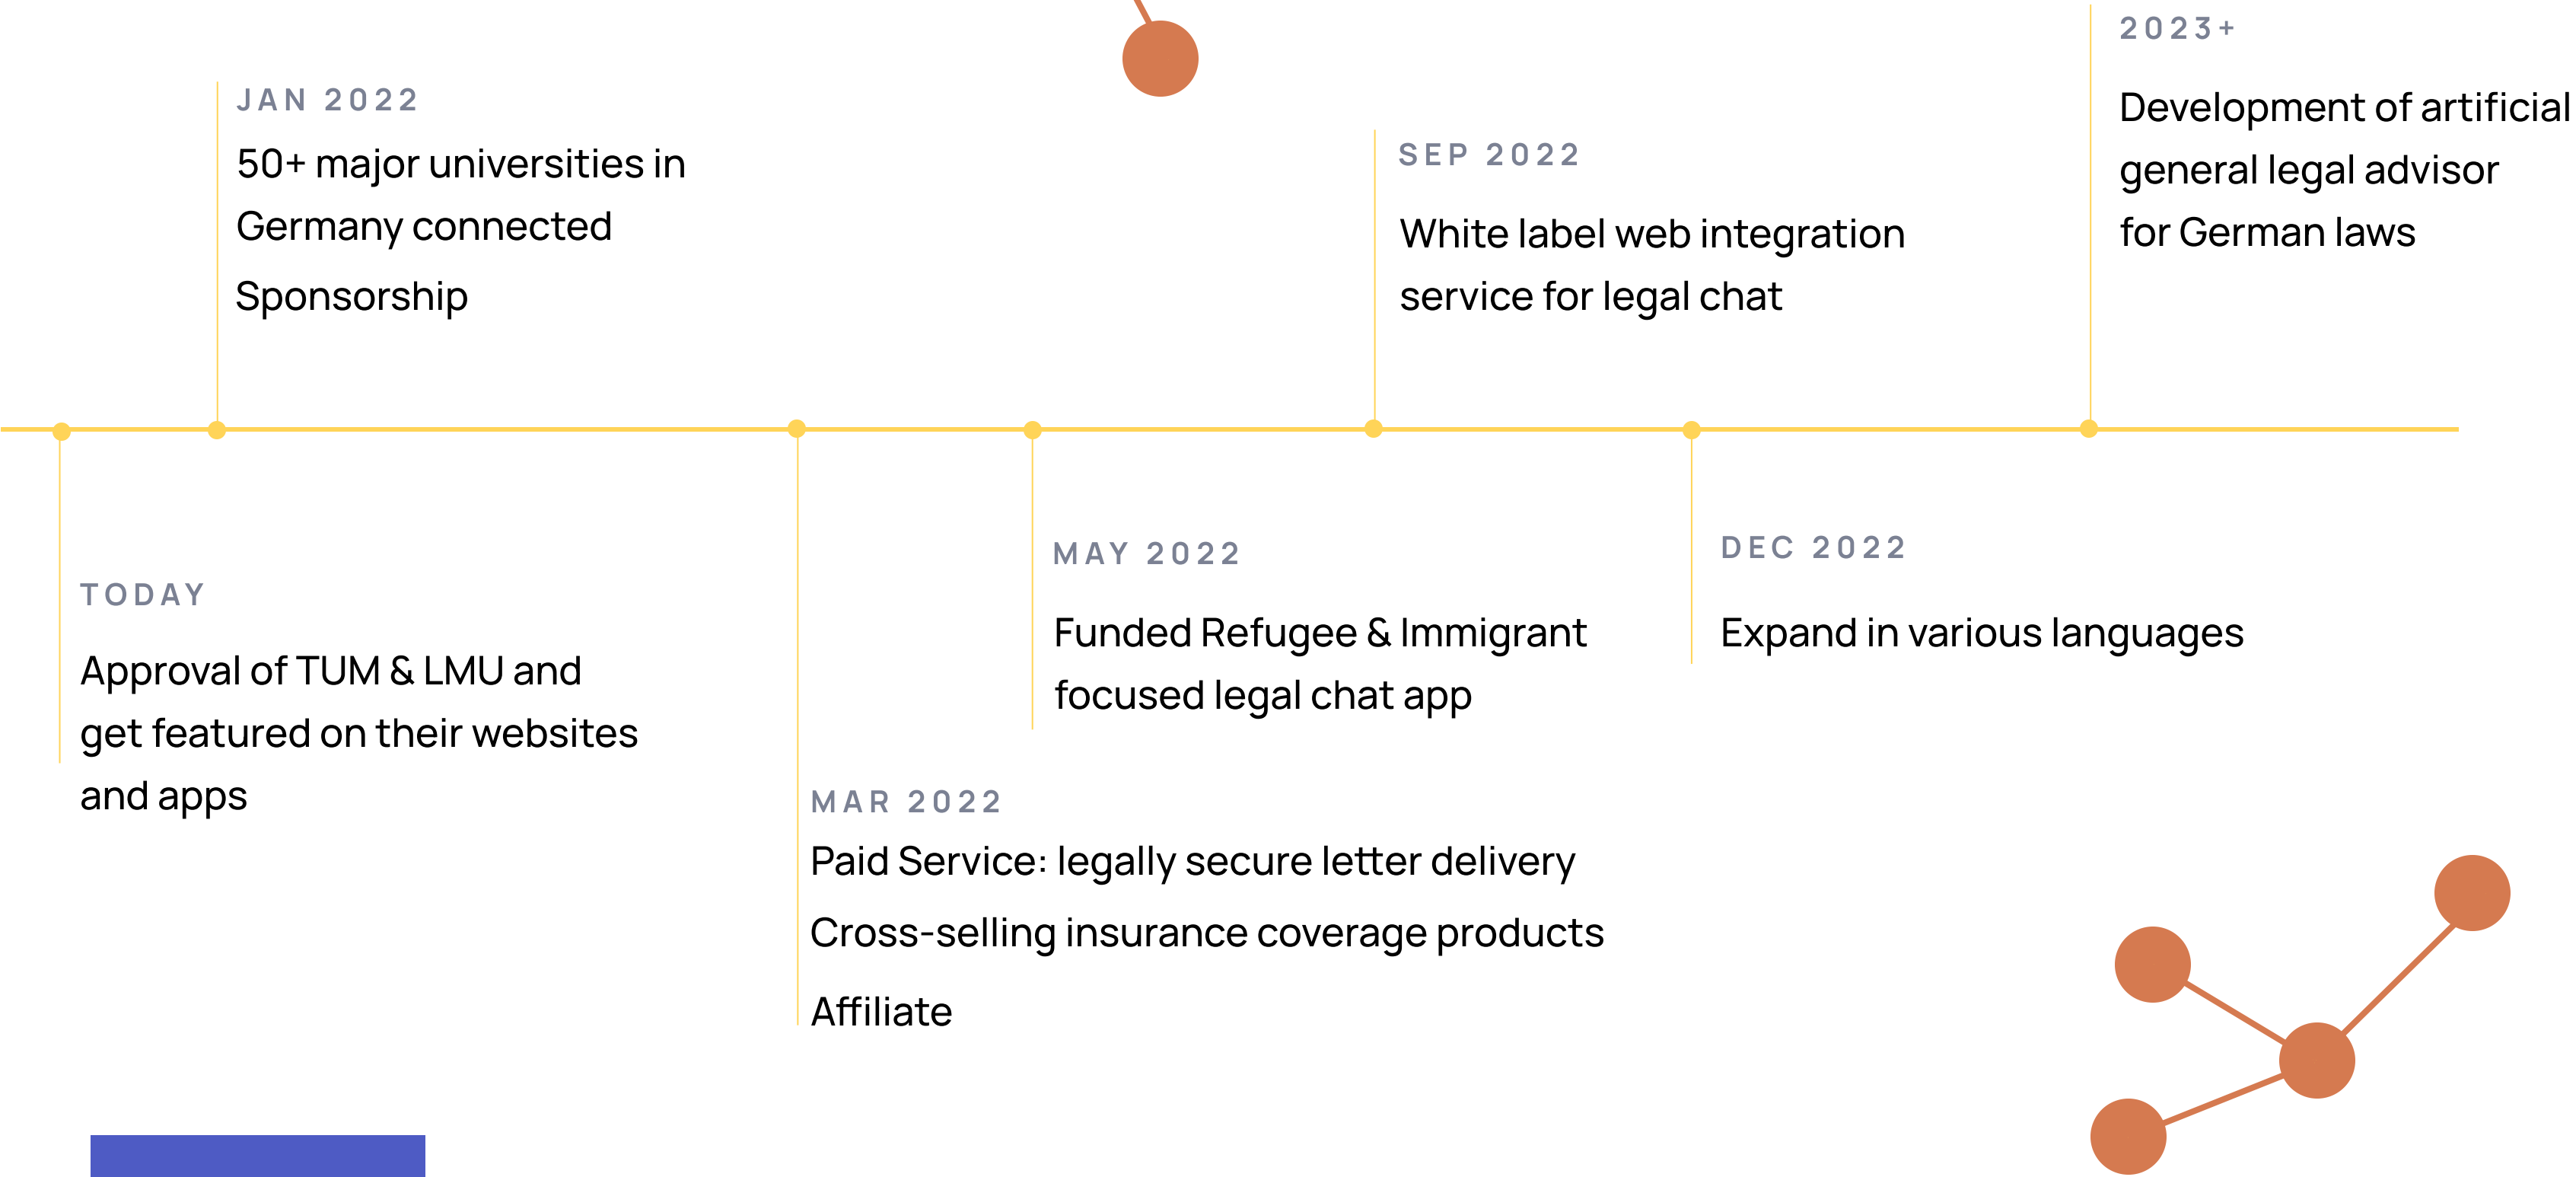 2023+
Development of artificial
general legal advisor
for German laws
JAN 2022
50+ major universities in
Germany connected
Sponsorship
SEP 2022
White label web integration
service for legal chat
TODAY
Approval of TUM & LMU and
get featured on their websites
and apps
MAR 2022
Paid Service: legally secure letter delivery
Cross-selling insurance coverage products
Affiliate
MAY 2022
Funded Refugee & Immigrant
focused legal chat app
DEC 2022
Expand in various languages